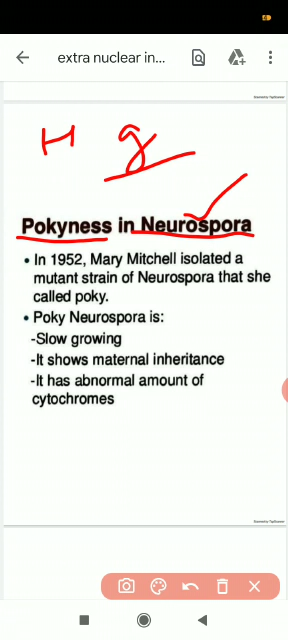 extra nuclear in...
H g
Pokyness in Neurospora
• In 1952, Mary Mitchell isolated a
mutant strain of Neurospora that she
called poky.
• Poky Neurospora is:
-Slow growing
-It shows maternal inheritance
-It has abnormal amount of
cytochromes